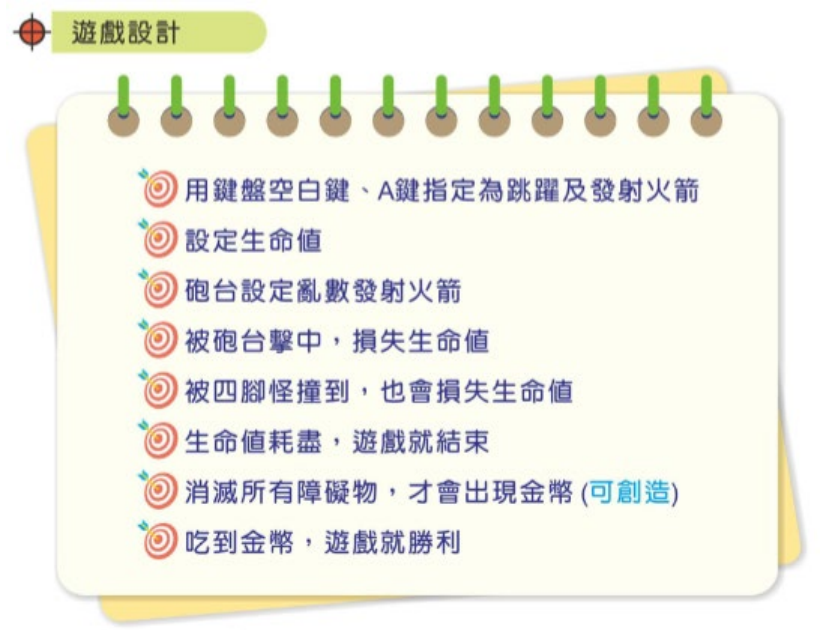 遊戲設計
用鍵盤空白鍵、A鍵指定為跳躍及發射火箭
設定生命值
砲台設定亂數發射火箭
被砲台擊中，損失生命值
被四腳怪撞到，也會損失生命值
生命值耗盡，遊戲就結束
消滅所有障礙物，才會出現金幣(可創造)
吃到金幣，遊戲就勝利